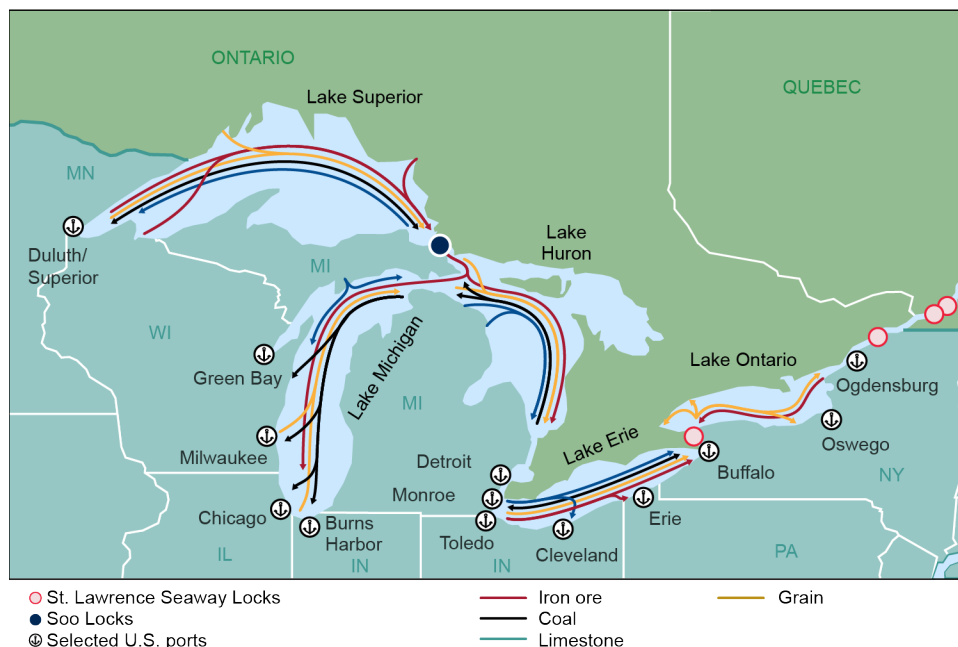 ONTARIO
QUEBEC
Lake Superior
MN
Duluth/
Superior
MI
Lake
Huron
WI
Green Bay
Lake Michigan
MI
Lake Ontario
Ogdensburg
Oswego
Milwaukee
Lake Erie
Detroit
Buffalo
NY
Monroe
Chicago
Burns
Harbor
Toledo
Cleveland
Erie
IL
IN
IN
PA
St. Lawrence Seaway Locks
Soo Locks
Selected U.S. ports
Iron ore
Coal
Limestone
Grain